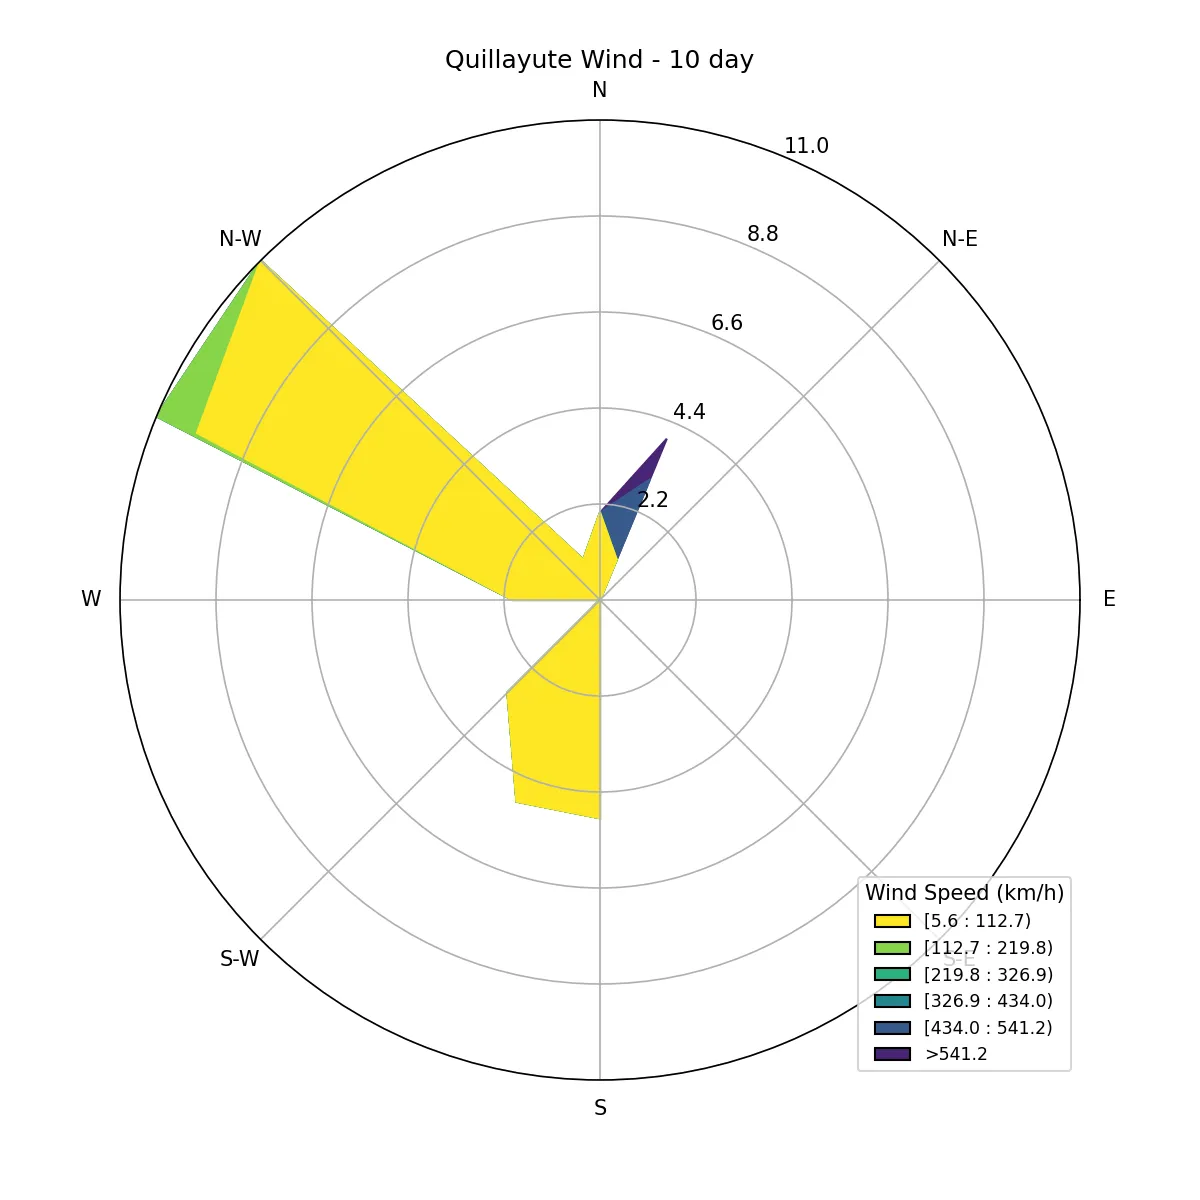 Quillayute Wind - 10 day
N
11.0
8.8
N-W
N-E
6.6
4.4
2.2
W
E
S-W
S-E
S
Wind Speed (km/h)
[5.6 : 112.7)
[112.7 : 219.8)
[219.8 : 326.9)
[326.9 : 434.0)
[434.0 : 541.2)
>541.2